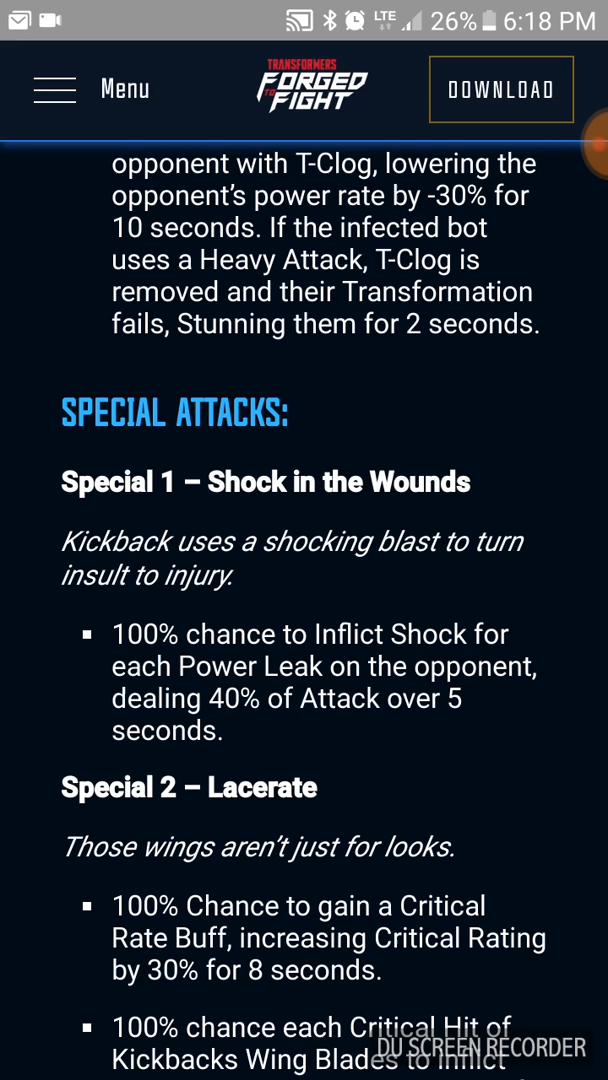 LTE 26% 6:18 PM
Menu
TRANSFORMERS
FORGED
TO
FIGHT
DOWNLOAD
opponent with T-Clog, lowering the
opponent's power rate by -30% for
10 seconds. If the infected bot
uses a Heavy Attack, T-Clog is
removed and their Transformation
fails, Stunning them for 2 seconds.
SPECIAL ATTACKS:
Special 1 – Shock in the Wounds
Kickback uses a shocking blast to turn
insult to injury.
100% chance to Inflict Shock for
each Power Leak on the opponent,
dealing 40% of Attack over 5
seconds.
Special 2 – Lacerate
Those wings aren't just for looks.
100% Chance to gain a Critical
Rate Buff, increasing Critical Rating
by 30% for 8 seconds.
100% chance each Critical Hit of
Kickbacks Wing Blades to Inflict
DU SCREEN RECORDER